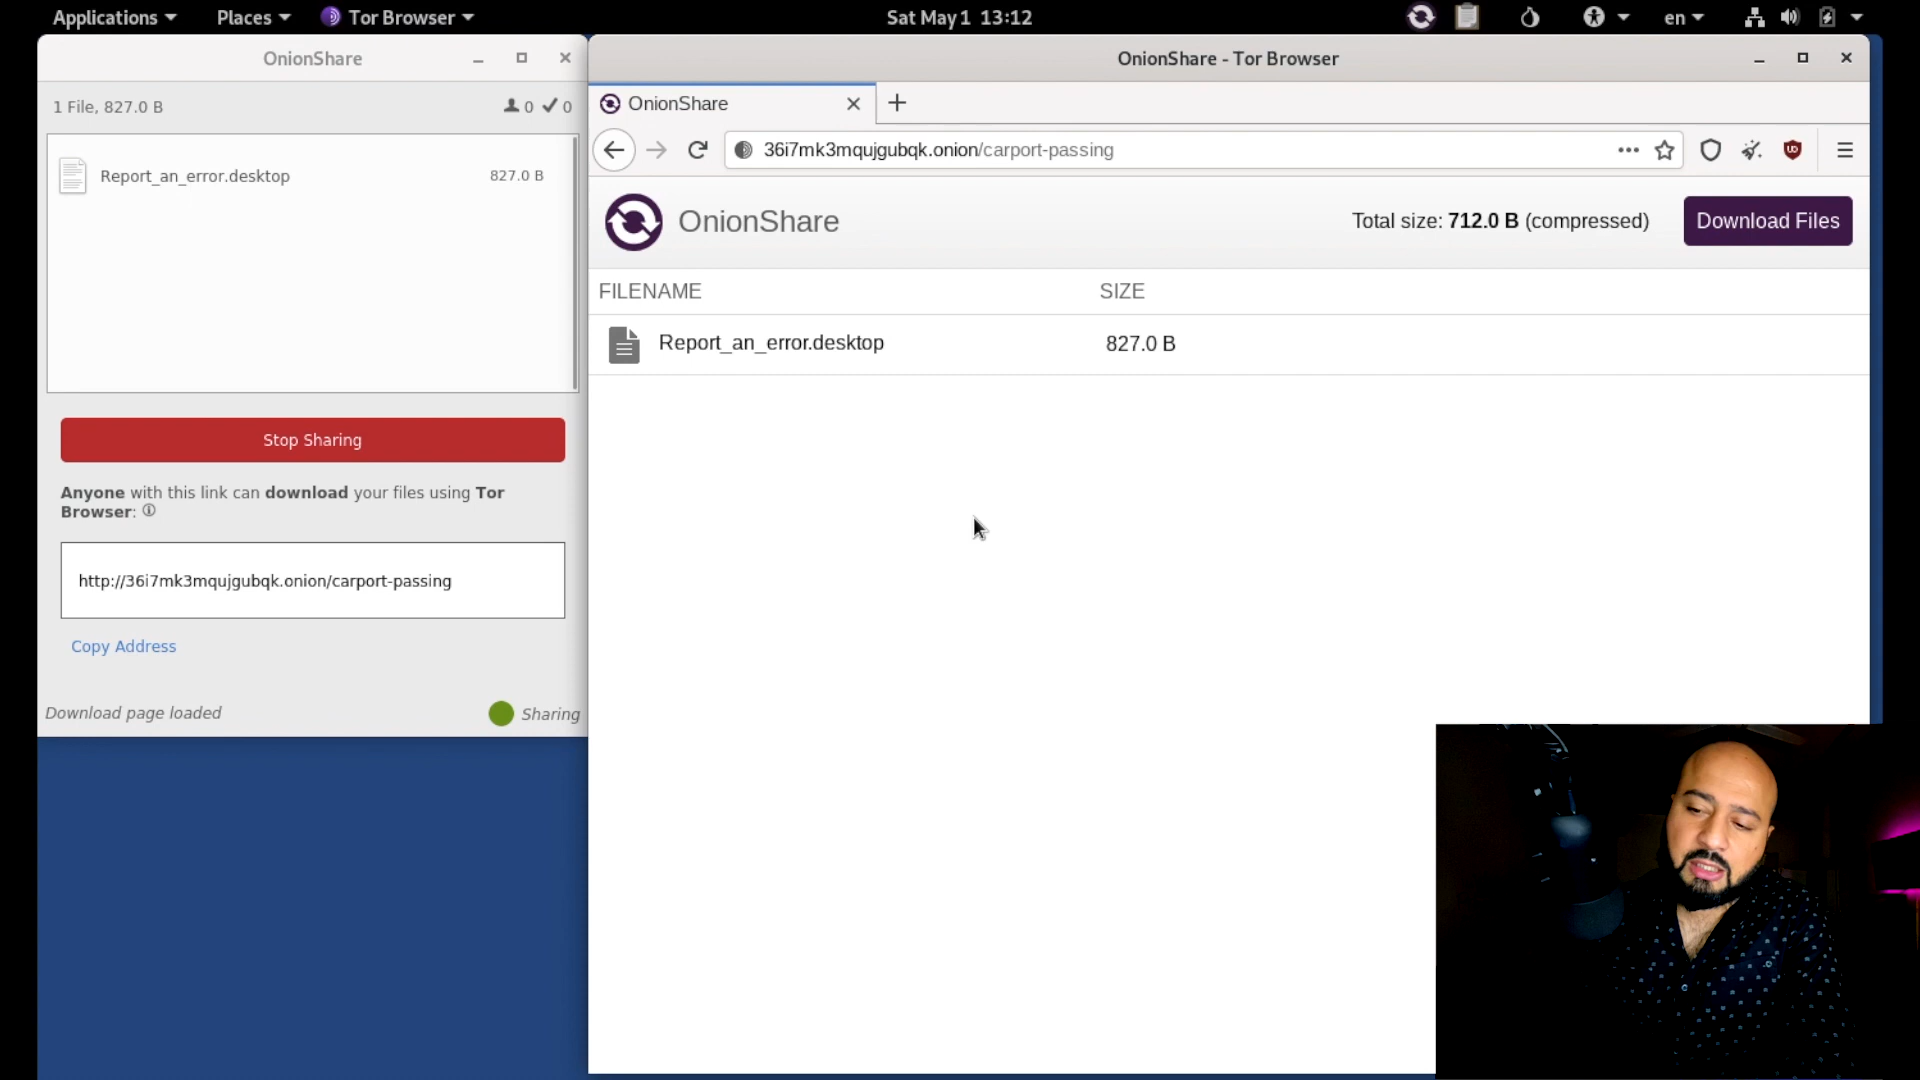 Applications Places Tor Browser Sat May 1 13:12 en
OnionShare
1 File, 827.0 B 0 0
Report_an_error.desktop 827.0 B
Stop Sharing
Anyone with this link can download your files using Tor
Browser:
http://36i7mk3mqujgubqk.onion/carport-passing
Copy Address
Download page loaded Sharing
OnionShare - Tor Browser
OnionShare
36i7mk3mqujgubqk.onion/carport-passing
OnionShare Total size: 712.0 B (compressed) Download Files
FILENAME SIZE
Report_an_error.desktop 827.0 B